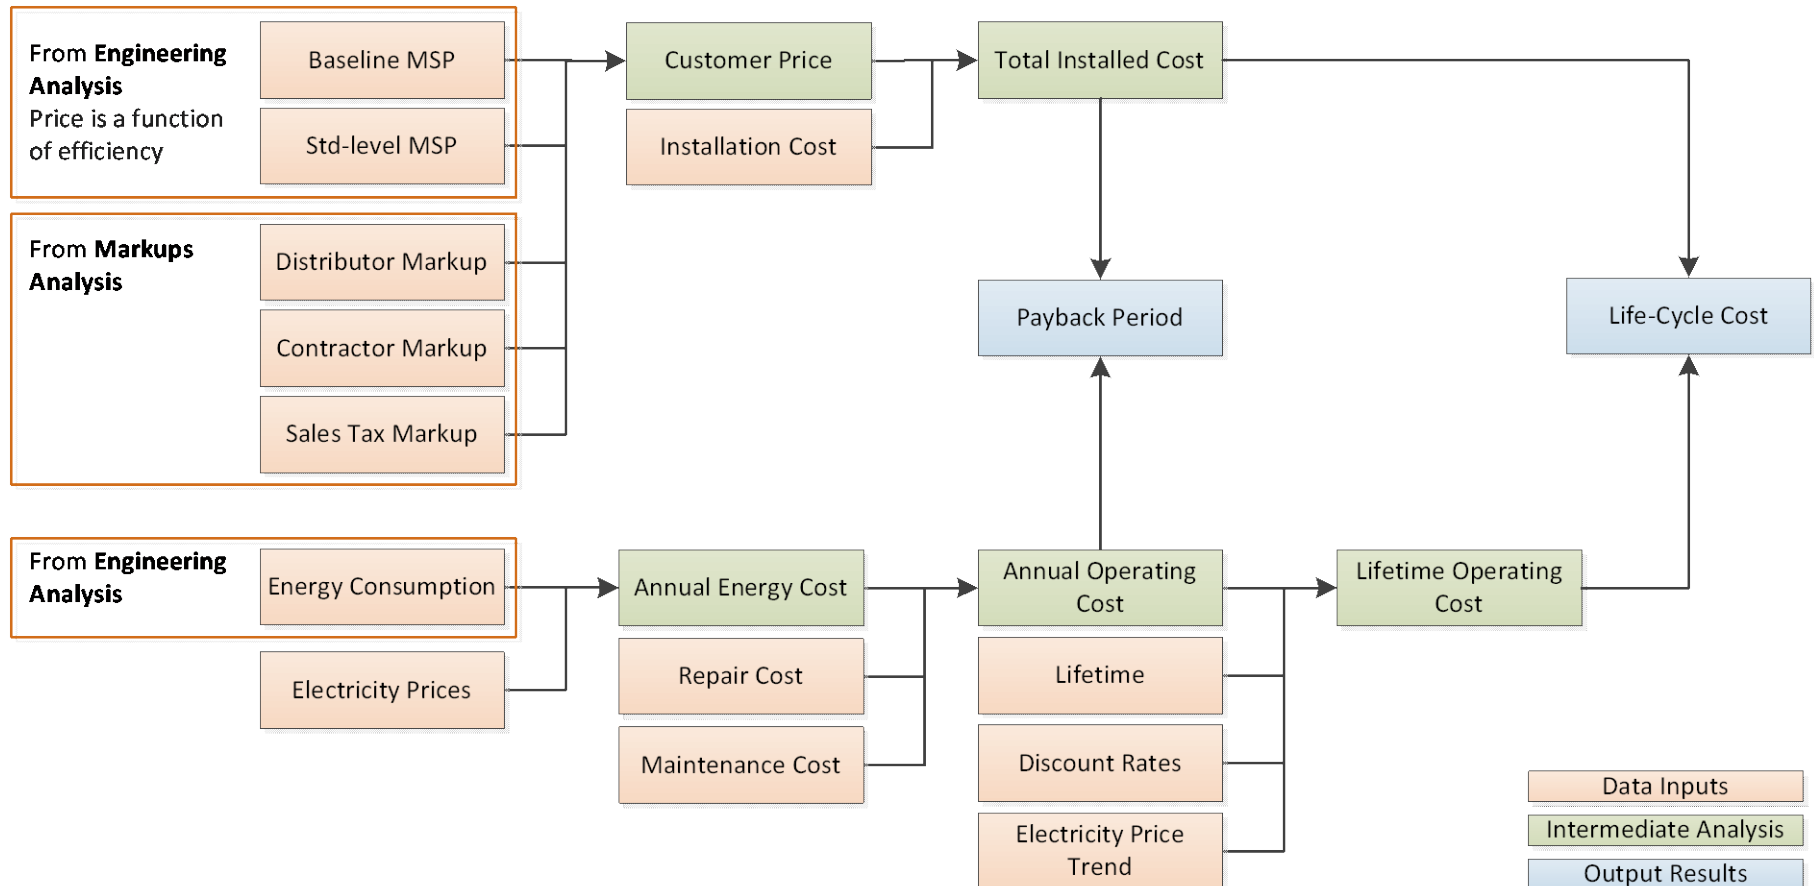 From Engineering
Analysis
Price is a function
of efficiency
Baseline MSP
Std-level MSP
Customer Price
Installation Cost
Total Installed Cost
From Markups
Analysis
Distributor Markup
Contractor Markup
Sales Tax Markup
Payback Period
Life-Cycle Cost
From Engineering
Analysis
Energy Consumption
Electricity Prices
Annual Energy Cost
Repair Cost
Maintenance Cost
Annual Operating
Cost
Lifetime
Discount Rates
Electricity Price
Trend
Lifetime Operating
Cost
Data Inputs
Intermediate Analysis
Output Results